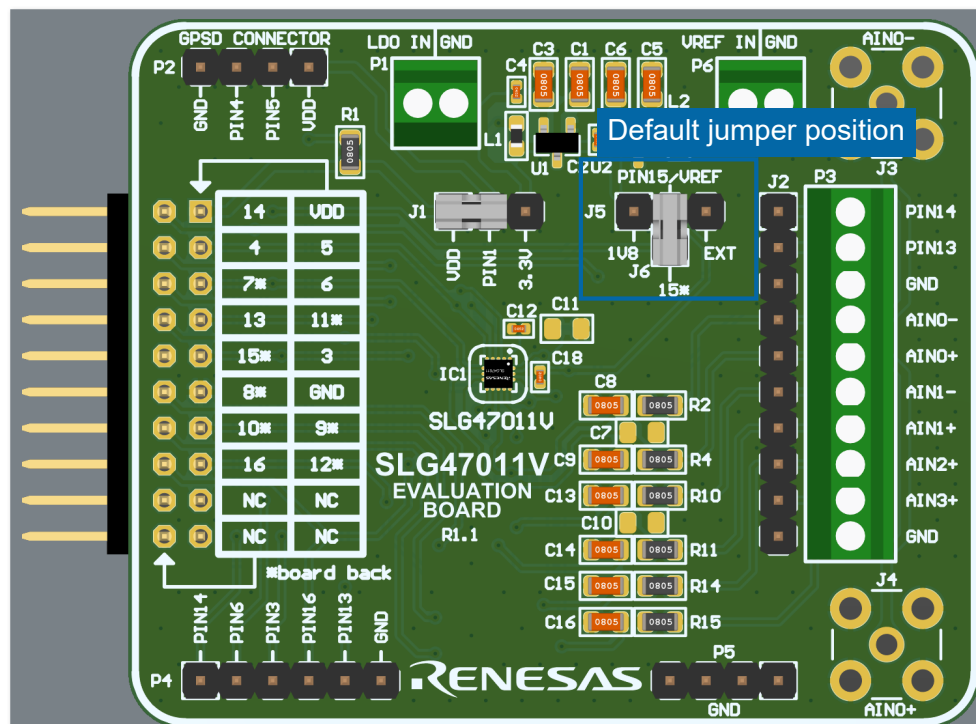 GPSD CONNECTOR
P2
GND
PIN4
PIN5
VDD
R1
0805
LDO IN GND
P1
C4
C3
C1
C6
C5
0805
0805
0805
0805
L1
U1
C2
U2
L2
VREF IN GND
P6
AIN0-
J3
Default jumper position
PIN15/VREF
J5
1V8
J6
EXT
15*
J1
VDD
PIN1
3.3V
J2
P3
PIN14
PIN13
GND
AIN0-
AIN0+
AIN1-
AIN1+
AIN2+
AIN3+
GND
14 VDD
4 5
7* 6
13 11*
15* 3
8* GND
10* 9*
16 12*
NC NC
NC NC
*board back
C12
C11
C18
IC1
RENESAS
SLG47011V
SLG47011V
EVALUATION
BOARD
R1.1
C8 0805 0805 R2
C7
C9 0805 0805 R4
C13 0805 0805 R10
C10
C14 0805 0805 R11
C15 0805 0805 R14
C16 0805 0805 R15
P4
PIN14
PIN6
PIN3
PIN16
PIN13
GND
RENESAS
P5
GND
J4
AIN0+